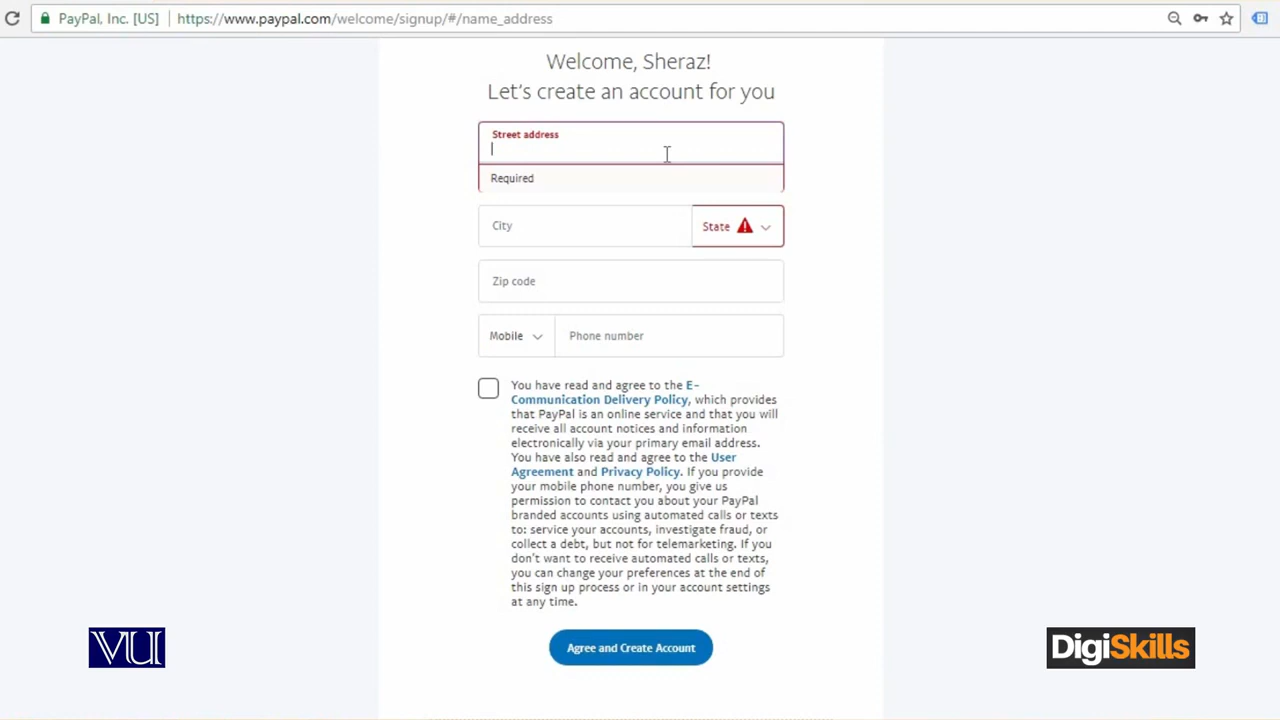 PayPal, Inc. [US] https://www.paypal.com/welcome/signup/#/name_address
Welcome, Sheraz!
Let's create an account for you
Street address
Required
City
State
Zip code
Mobile
Phone number
You have read and agree to the E-
Communication Delivery Policy, which provides
that PayPal is an online service and that you will
receive all account notices and information
electronically via your primary email address.
You have also read and agree to the User
Agreement and Privacy Policy. If you provide
your mobile phone number, you give us
permission to contact you about your PayPal
branded accounts using automated calls or texts
to: service your accounts, investigate fraud, or
collect a debt, but not for telemarketing. If you
don't want to receive automated calls or texts,
you can change your preferences at the end of
this sign up process or in your account settings
at any time.
Agree and Create Account
VU
DigiSkills